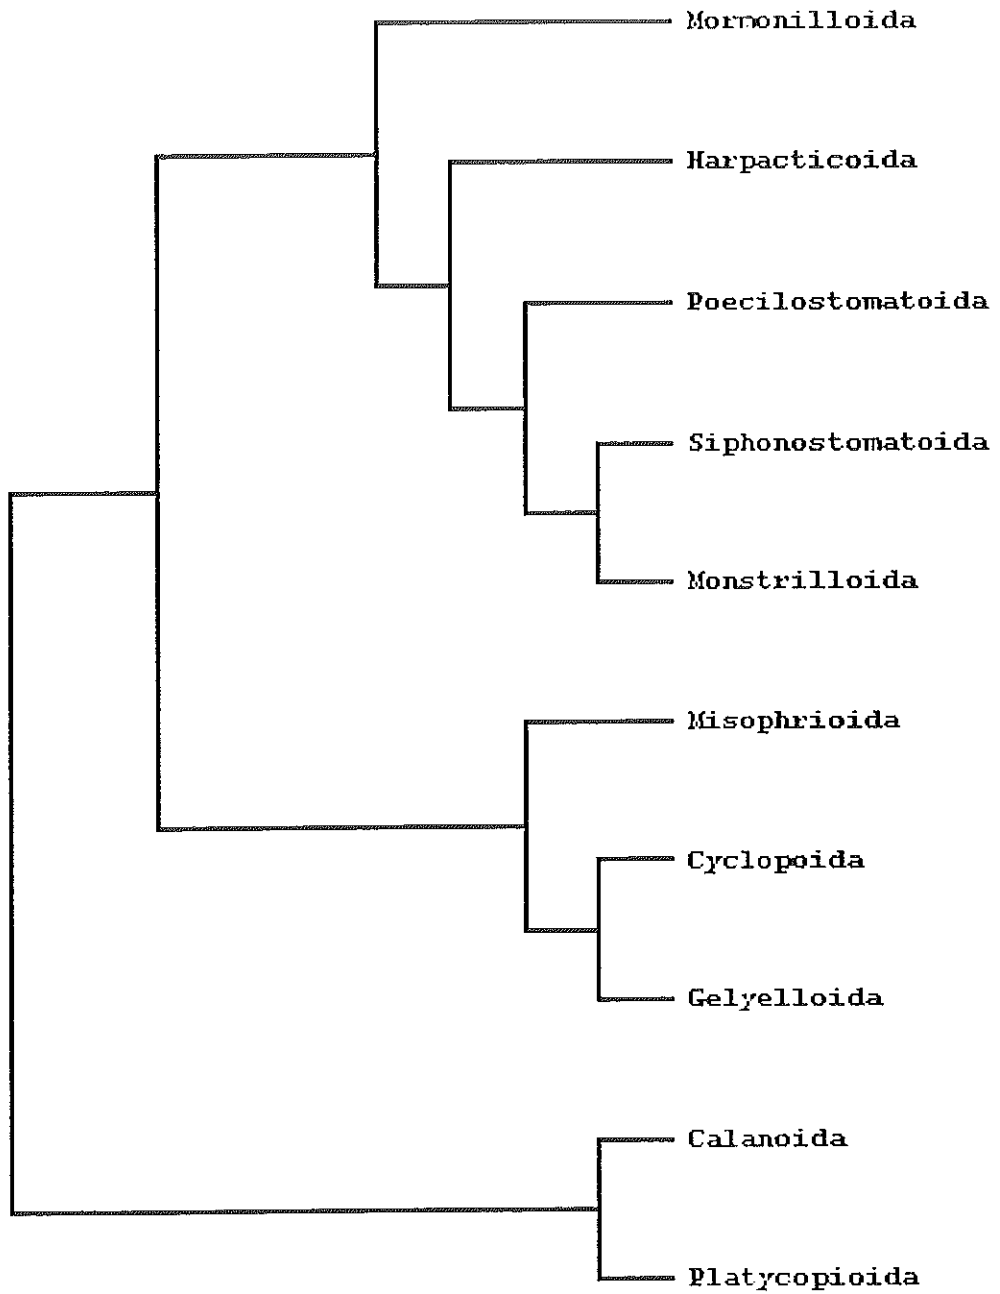 Mormonilloida
Harpacticoida
Poecilostomatoida
Siphonostomatoida
Monstrilloida
Misophrioida
Cyclopoida
Gelyelloida
Calanoida
Platycopioida